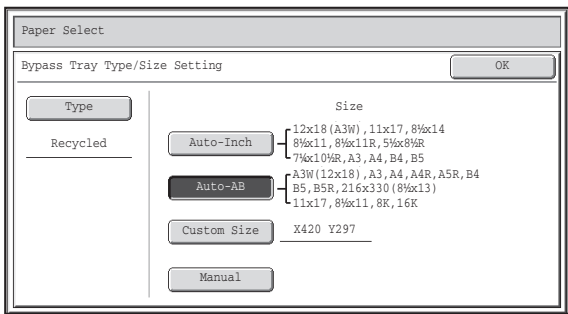 Paper Select
Bypass Tray Type/Size Setting
OK
Type
Recycled
Size
Auto-Inch
12x18(A3W),11x17,8½x14
8½x11,8½x11R,5½x8½R
7¼x10½R,A3,A4,B4,B5
Auto-AB
A3W(12x18),A3,A4,A4R,A5R,B4
B5,B5R,216x330(8½x13)
11x17,8½x11,8K,16K
Custom Size
X420 Y297
Manual